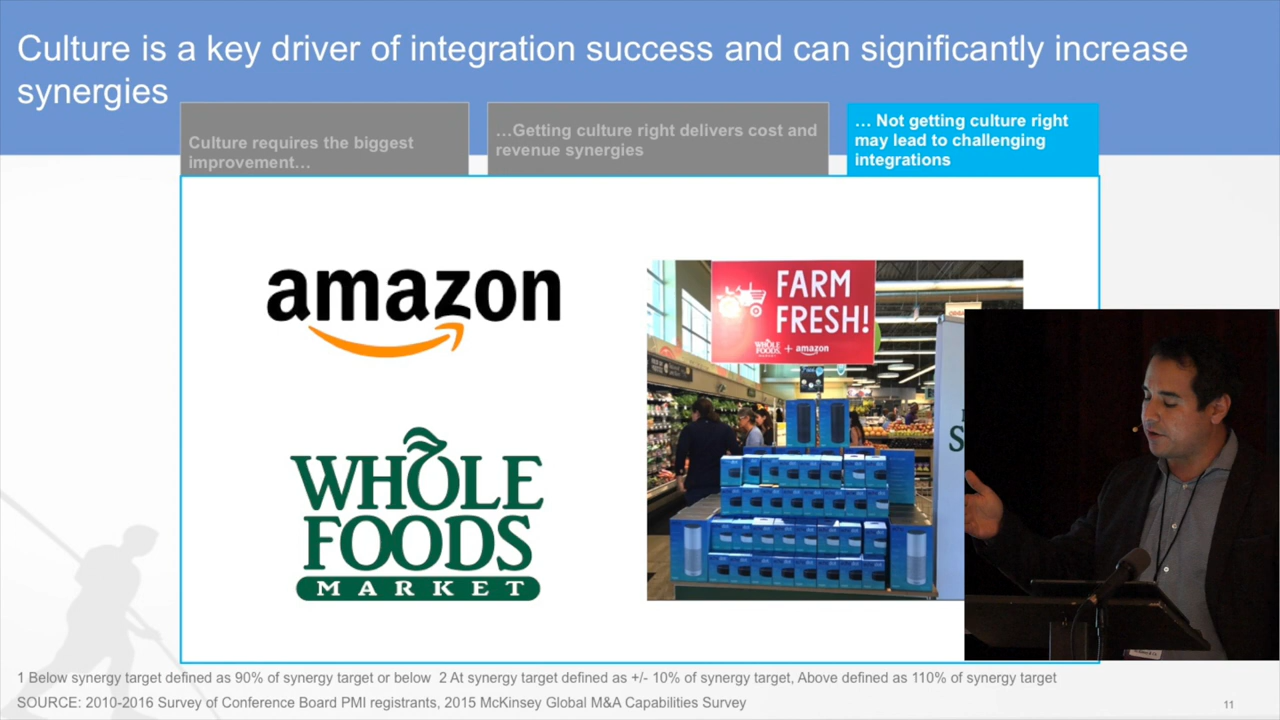 Culture is a key driver of integration success and can significantly increase
synergies
Culture requires the biggest
improvement…
…Getting culture right delivers cost and
revenue synergies
… Not getting culture right
may lead to challenging
integrations
amazon
WHOLE
FOODS
MARKET
FARM
FRESH!
WHOLE
FOODS
MARKET
+ amazon
1 Below synergy target defined as 90% of synergy target or below 2 At synergy target defined as +/- 10% of synergy target, Above defined as 110% of synergy target
SOURCE: 2010-2016 Survey of Conference Board PMI registrants, 2015 McKinsey Global M&A Capabilities Survey
11